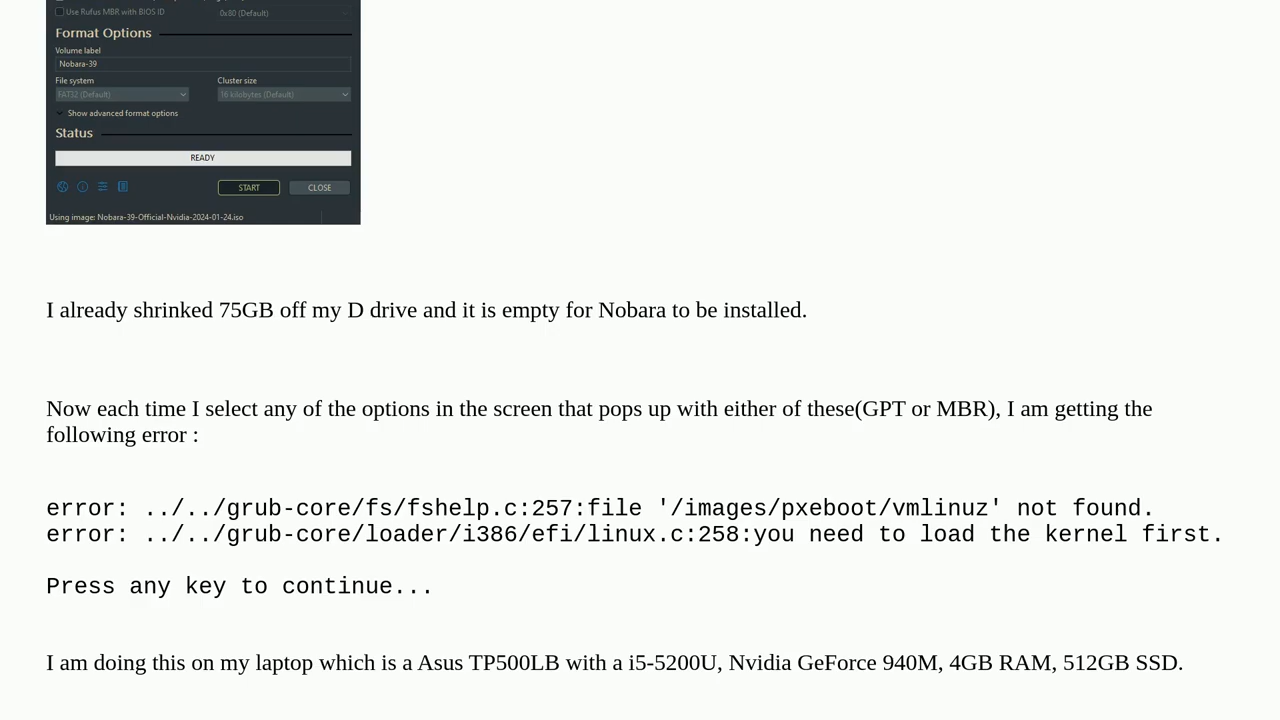 Use Rufus MBR with BIOS ID
0x80 (Default)
Format Options
Volume label
Nobara-39
File system
Cluster size
FAT32 (Default)
16 kilobytes (Default)
Show advanced format options
Status
READY
START
CLOSE
Using image: Nobara-39-Official-Nvidia-2024-01-24.iso
I already shrinked 75GB off my D drive and it is empty for Nobara to be installed.
Now each time I select any of the options in the screen that pops up with either of these(GPT or MBR), I am getting the
following error :
error: ../../grub-core/fs/fshelp.c:257:file '/images/pxeboot/vmlinuz' not found.
error: ../../grub-core/loader/i386/efi/linux.c:258:you need to load the kernel first.
Press any key to continue...
I am doing this on my laptop which is a Asus TP500LB with a i5-5200U, Nvidia GeForce 940M, 4GB RAM, 512GB SSD.